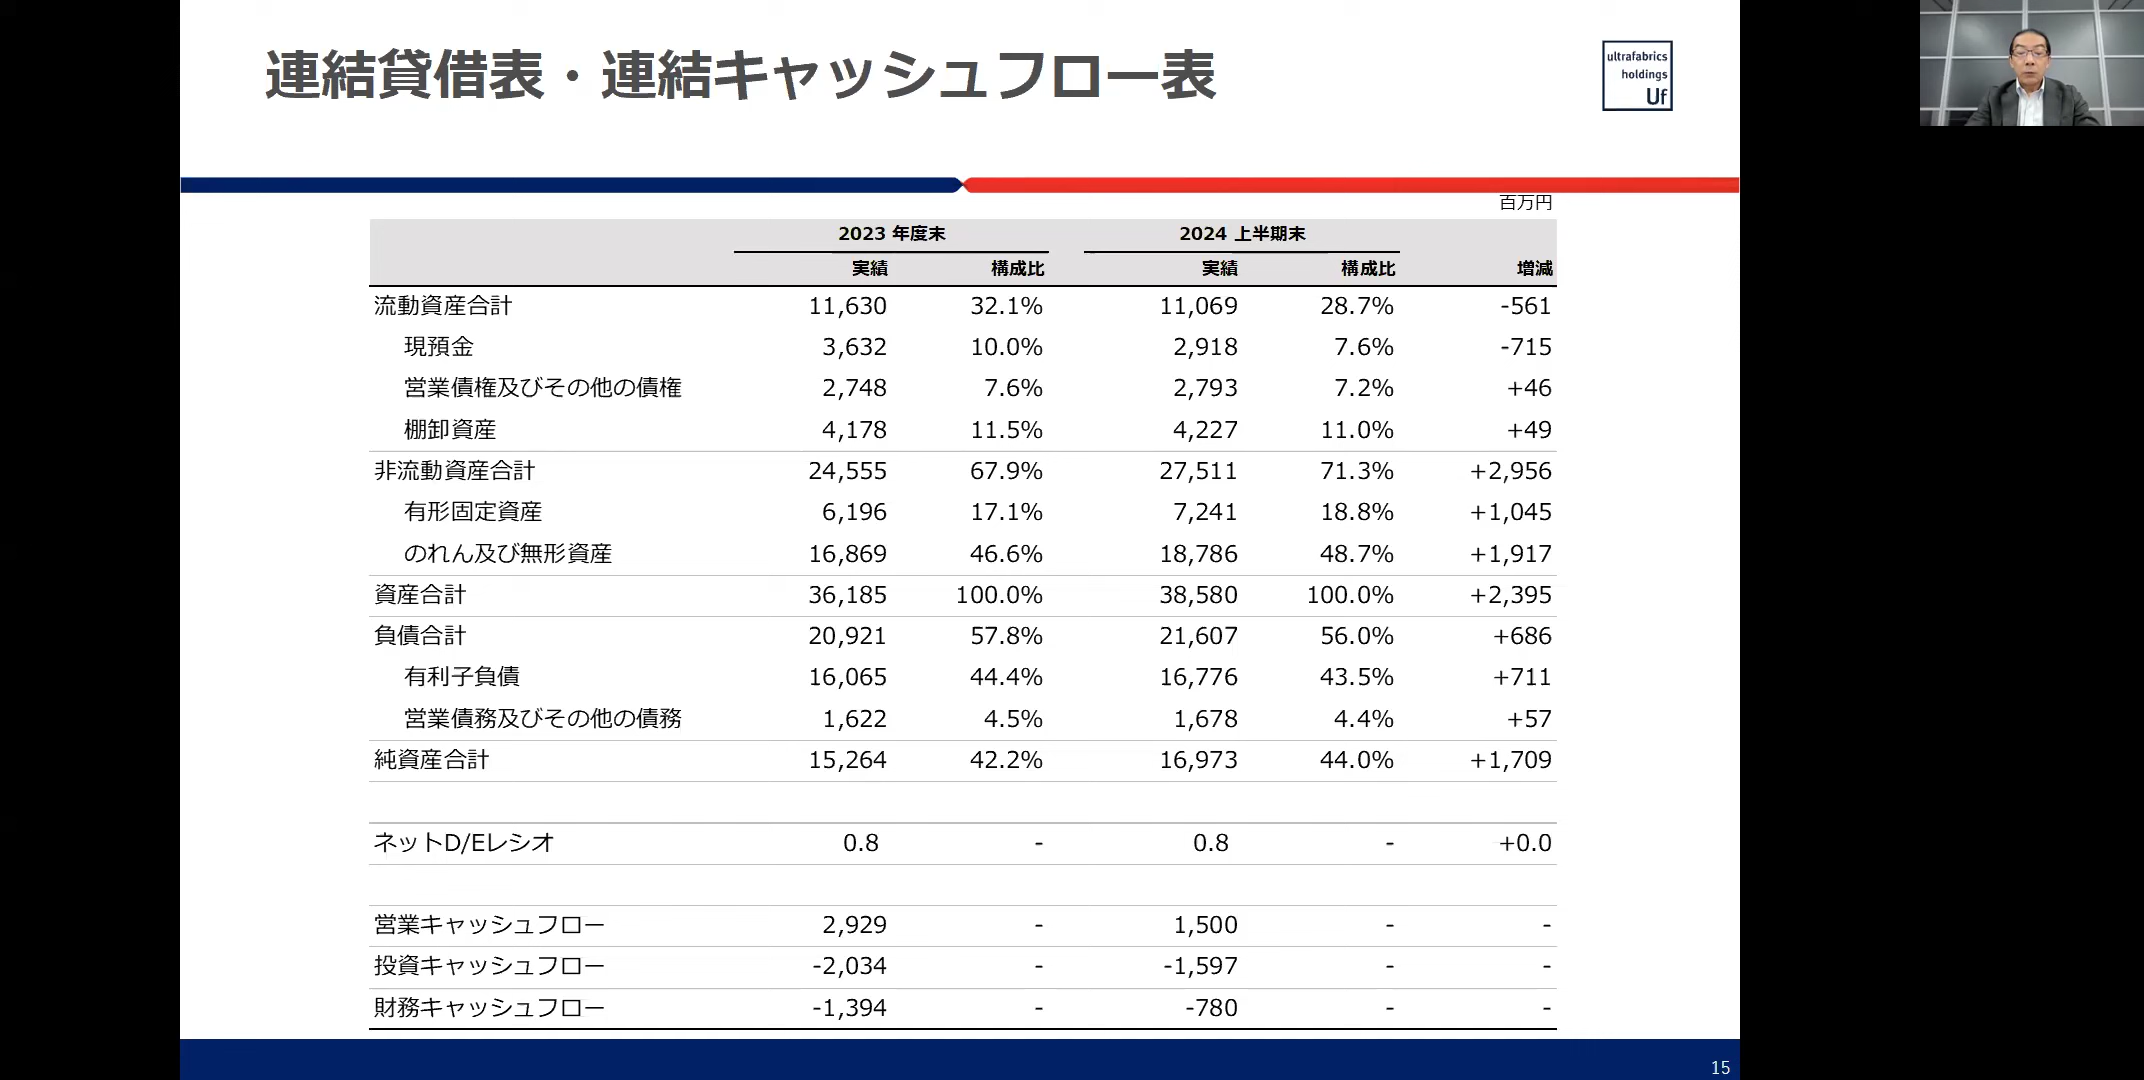 連結貸借表・連結キャッシュフロー表
ultrafabrics
holdings
Uf
百万円
2023 年度末 2024 上半期末
実績 構成比 実績 構成比 増減
流動資産合計 11,630 32.1% 11,069 28.7% -561
現預金 3,632 10.0% 2,918 7.6% -715
営業債権及びその他の債権 2,748 7.6% 2,793 7.2% +46
棚卸資産 4,178 11.5% 4,227 11.0% +49
非流動資産合計 24,555 67.9% 27,511 71.3% +2,956
有形固定資産 6,196 17.1% 7,241 18.8% +1,045
のれん及び無形資産 16,869 46.6% 18,786 48.7% +1,917
資産合計 36,185 100.0% 38,580 100.0% +2,395
負債合計 20,921 57.8% 21,607 56.0% +686
有利子負債 16,065 44.4% 16,776 43.5% +711
営業債務及びその他の債務 1,622 4.5% 1,678 4.4% +57
純資産合計 15,264 42.2% 16,973 44.0% +1,709
ネットD/Eレシオ 0.8 - 0.8 - +0.0
営業キャッシュフロー 2,929 - 1,500 - -
投資キャッシュフロー -2,034 - -1,597 - -
財務キャッシュフロー -1,394 - -780 - -
15